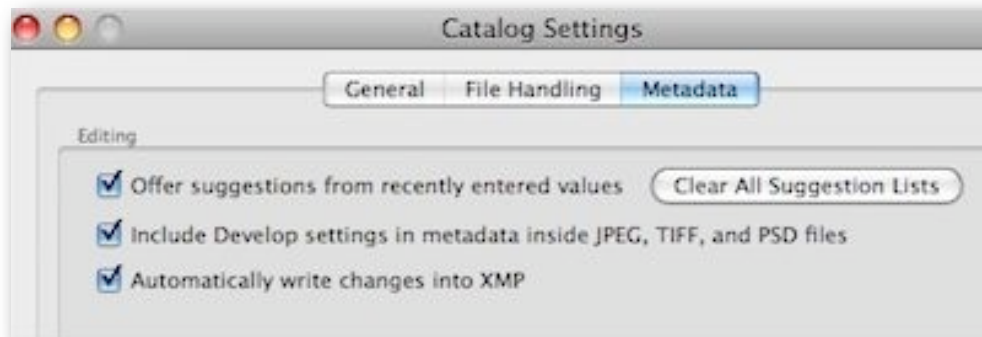 Catalog Settings
General File Handling Metadata
Editing
Offer suggestions from recently entered values Clear All Suggestion Lists
Include Develop settings in metadata inside JPEG, TIFF, and PSD files
Automatically write changes into XMP